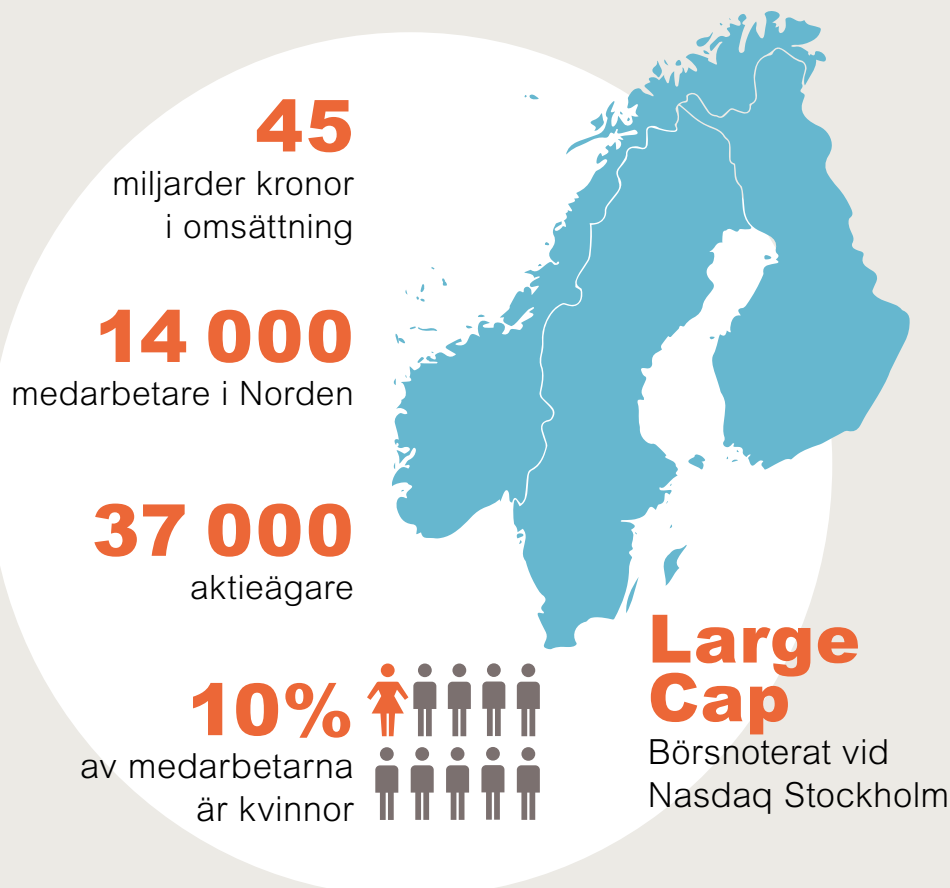 45
miljarder kronor
i omsättning
14 000
medarbetare i Norden
37 000
aktieägare
10%
av medarbetarna
är kvinnor
Large
Cap
Börsnoterat vid
Nasdaq Stockholm